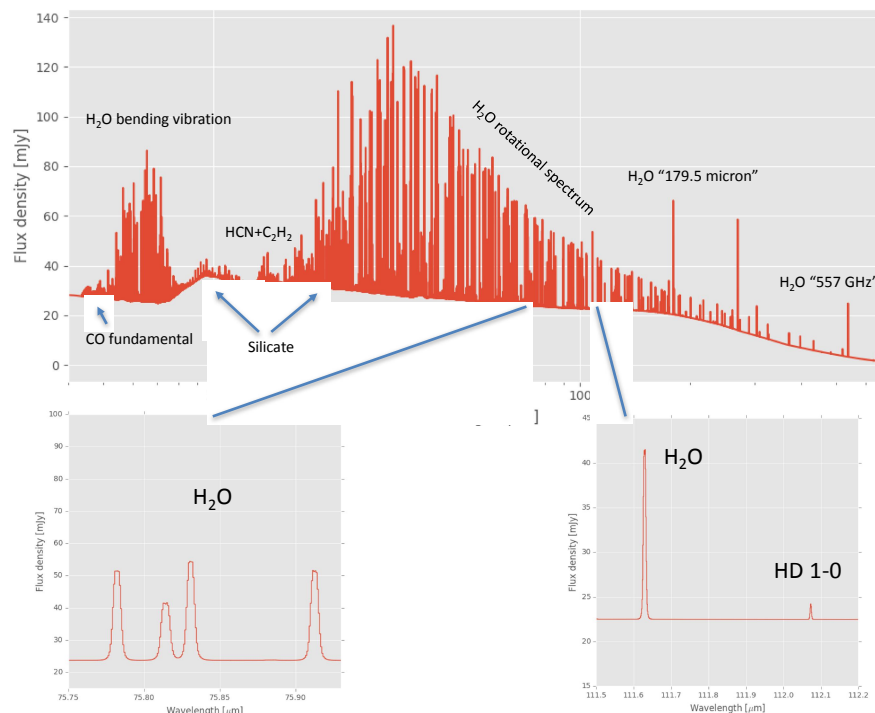 140
120
100
80
60
40
20
0
Flux density [mJy]
H₂O bending vibration
HCN+C₂H₂
H₂O rotational spectrum
H₂O “179.5 micron”
H₂O “557 GHz”
CO fundamental
Silicate
100
]
100
90
80
70
60
50
40
30
20
Flux density [mJy]
H₂O
75.75
75.80
75.85
75.90
Wavelength [μm]
45
40
35
30
25
20
15
Flux density [mJy]
H₂O
HD 1-0
111.5
111.6
111.7
111.8
111.9
112.0
112.1
112.2
Wavelength [μm]